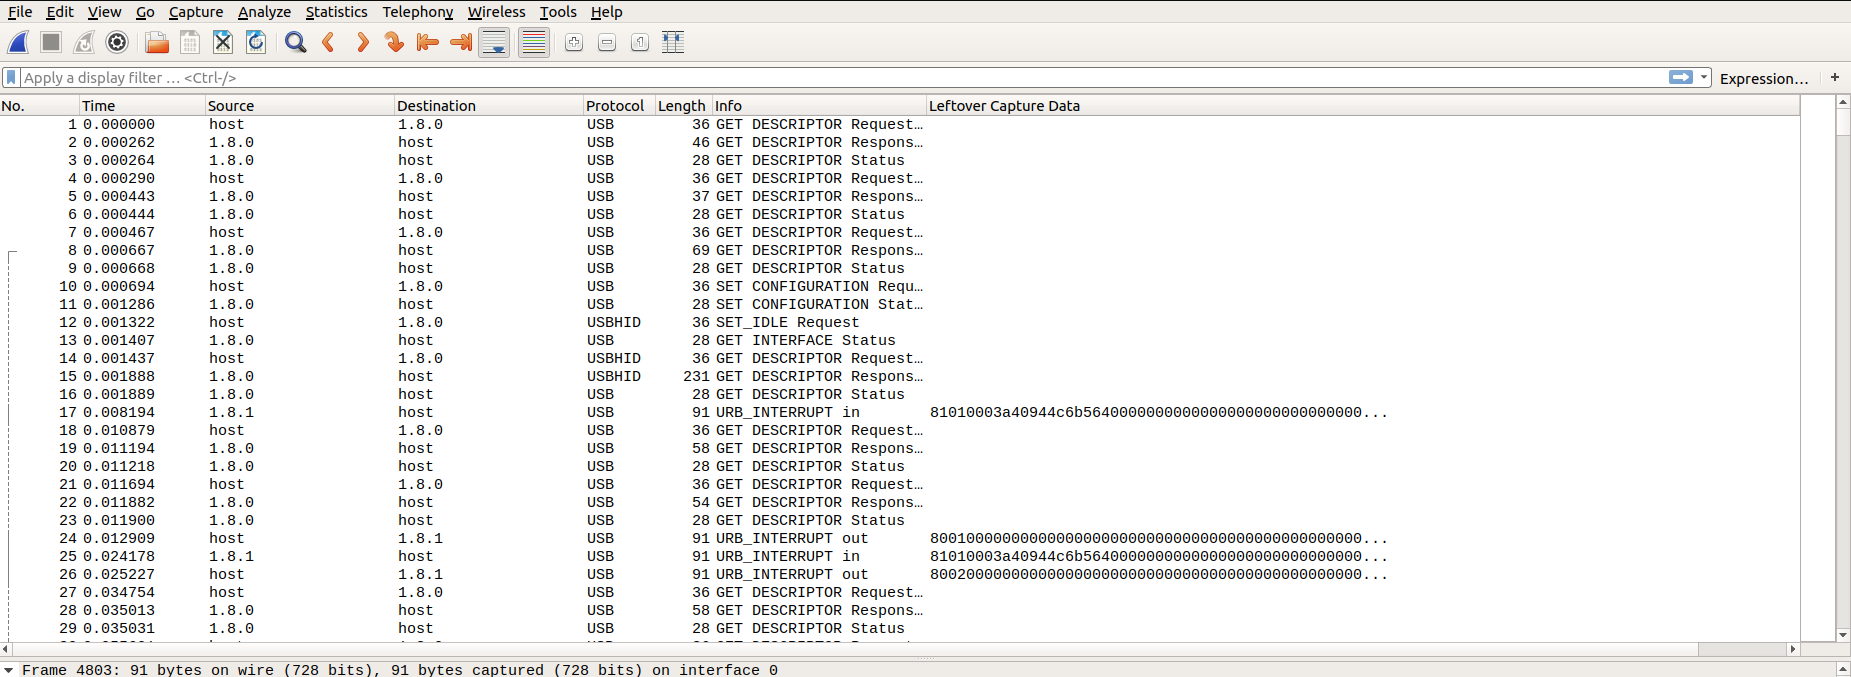 File Edit View Go Capture Analyze Statistics Telephony Wireless Tools Help
Apply a display filter … <Ctrl-/> Expression… +
No. Time Source Destination Protocol Length Info Leftover Capture Data
1 0.000000 host 1.8.0 USB 36 GET DESCRIPTOR Request…
2 0.000262 1.8.0 host USB 46 GET DESCRIPTOR Respons…
3 0.000264 1.8.0 host USB 28 GET DESCRIPTOR Status
4 0.000290 host 1.8.0 USB 36 GET DESCRIPTOR Request…
5 0.000443 1.8.0 host USB 37 GET DESCRIPTOR Respons…
6 0.000444 1.8.0 host USB 28 GET DESCRIPTOR Status
7 0.000467 host 1.8.0 USB 36 GET DESCRIPTOR Request…
8 0.000667 1.8.0 host USB 69 GET DESCRIPTOR Respons…
9 0.000668 1.8.0 host USB 28 GET DESCRIPTOR Status
10 0.000694 host 1.8.0 USB 36 SET CONFIGURATION Requ…
11 0.001286 1.8.0 host USB 28 SET CONFIGURATION Stat…
12 0.001322 host 1.8.0 USBHID 36 SET_IDLE Request
13 0.001407 1.8.0 host USB 28 GET INTERFACE Status
14 0.001437 host 1.8.0 USBHID 36 GET DESCRIPTOR Request…
15 0.001888 1.8.0 host USBHID 231 GET DESCRIPTOR Respons…
16 0.001889 1.8.0 host USB 28 GET DESCRIPTOR Status
17 0.008194 1.8.1 host USB 91 URB_INTERRUPT in 81010003a40944c6b564000000000000000000000000000000...
18 0.010879 host 1.8.0 USB 36 GET DESCRIPTOR Request…
19 0.011194 1.8.0 host USB 58 GET DESCRIPTOR Respons…
20 0.011218 1.8.0 host USB 28 GET DESCRIPTOR Status
21 0.011694 host 1.8.0 USB 36 GET DESCRIPTOR Request…
22 0.011882 1.8.0 host USB 54 GET DESCRIPTOR Respons…
23 0.011900 1.8.0 host USB 28 GET DESCRIPTOR Status
24 0.012909 host 1.8.1 USB 91 URB_INTERRUPT out 800100000000000000000000000000000000000000000000...
25 0.024178 1.8.1 host USB 91 URB_INTERRUPT in 81010003a40944c6b5640000000000000000000000000000...
26 0.025227 host 1.8.1 USB 91 URB_INTERRUPT out 800200000000000000000000000000000000000000000000...
27 0.034754 host 1.8.0 USB 36 GET DESCRIPTOR Request…
28 0.035013 1.8.0 host USB 58 GET DESCRIPTOR Respons…
29 0.035031 1.8.0 host USB 28 GET DESCRIPTOR Status
Frame 4803: 91 bytes on wire (728 bits), 91 bytes captured (728 bits) on interface 0